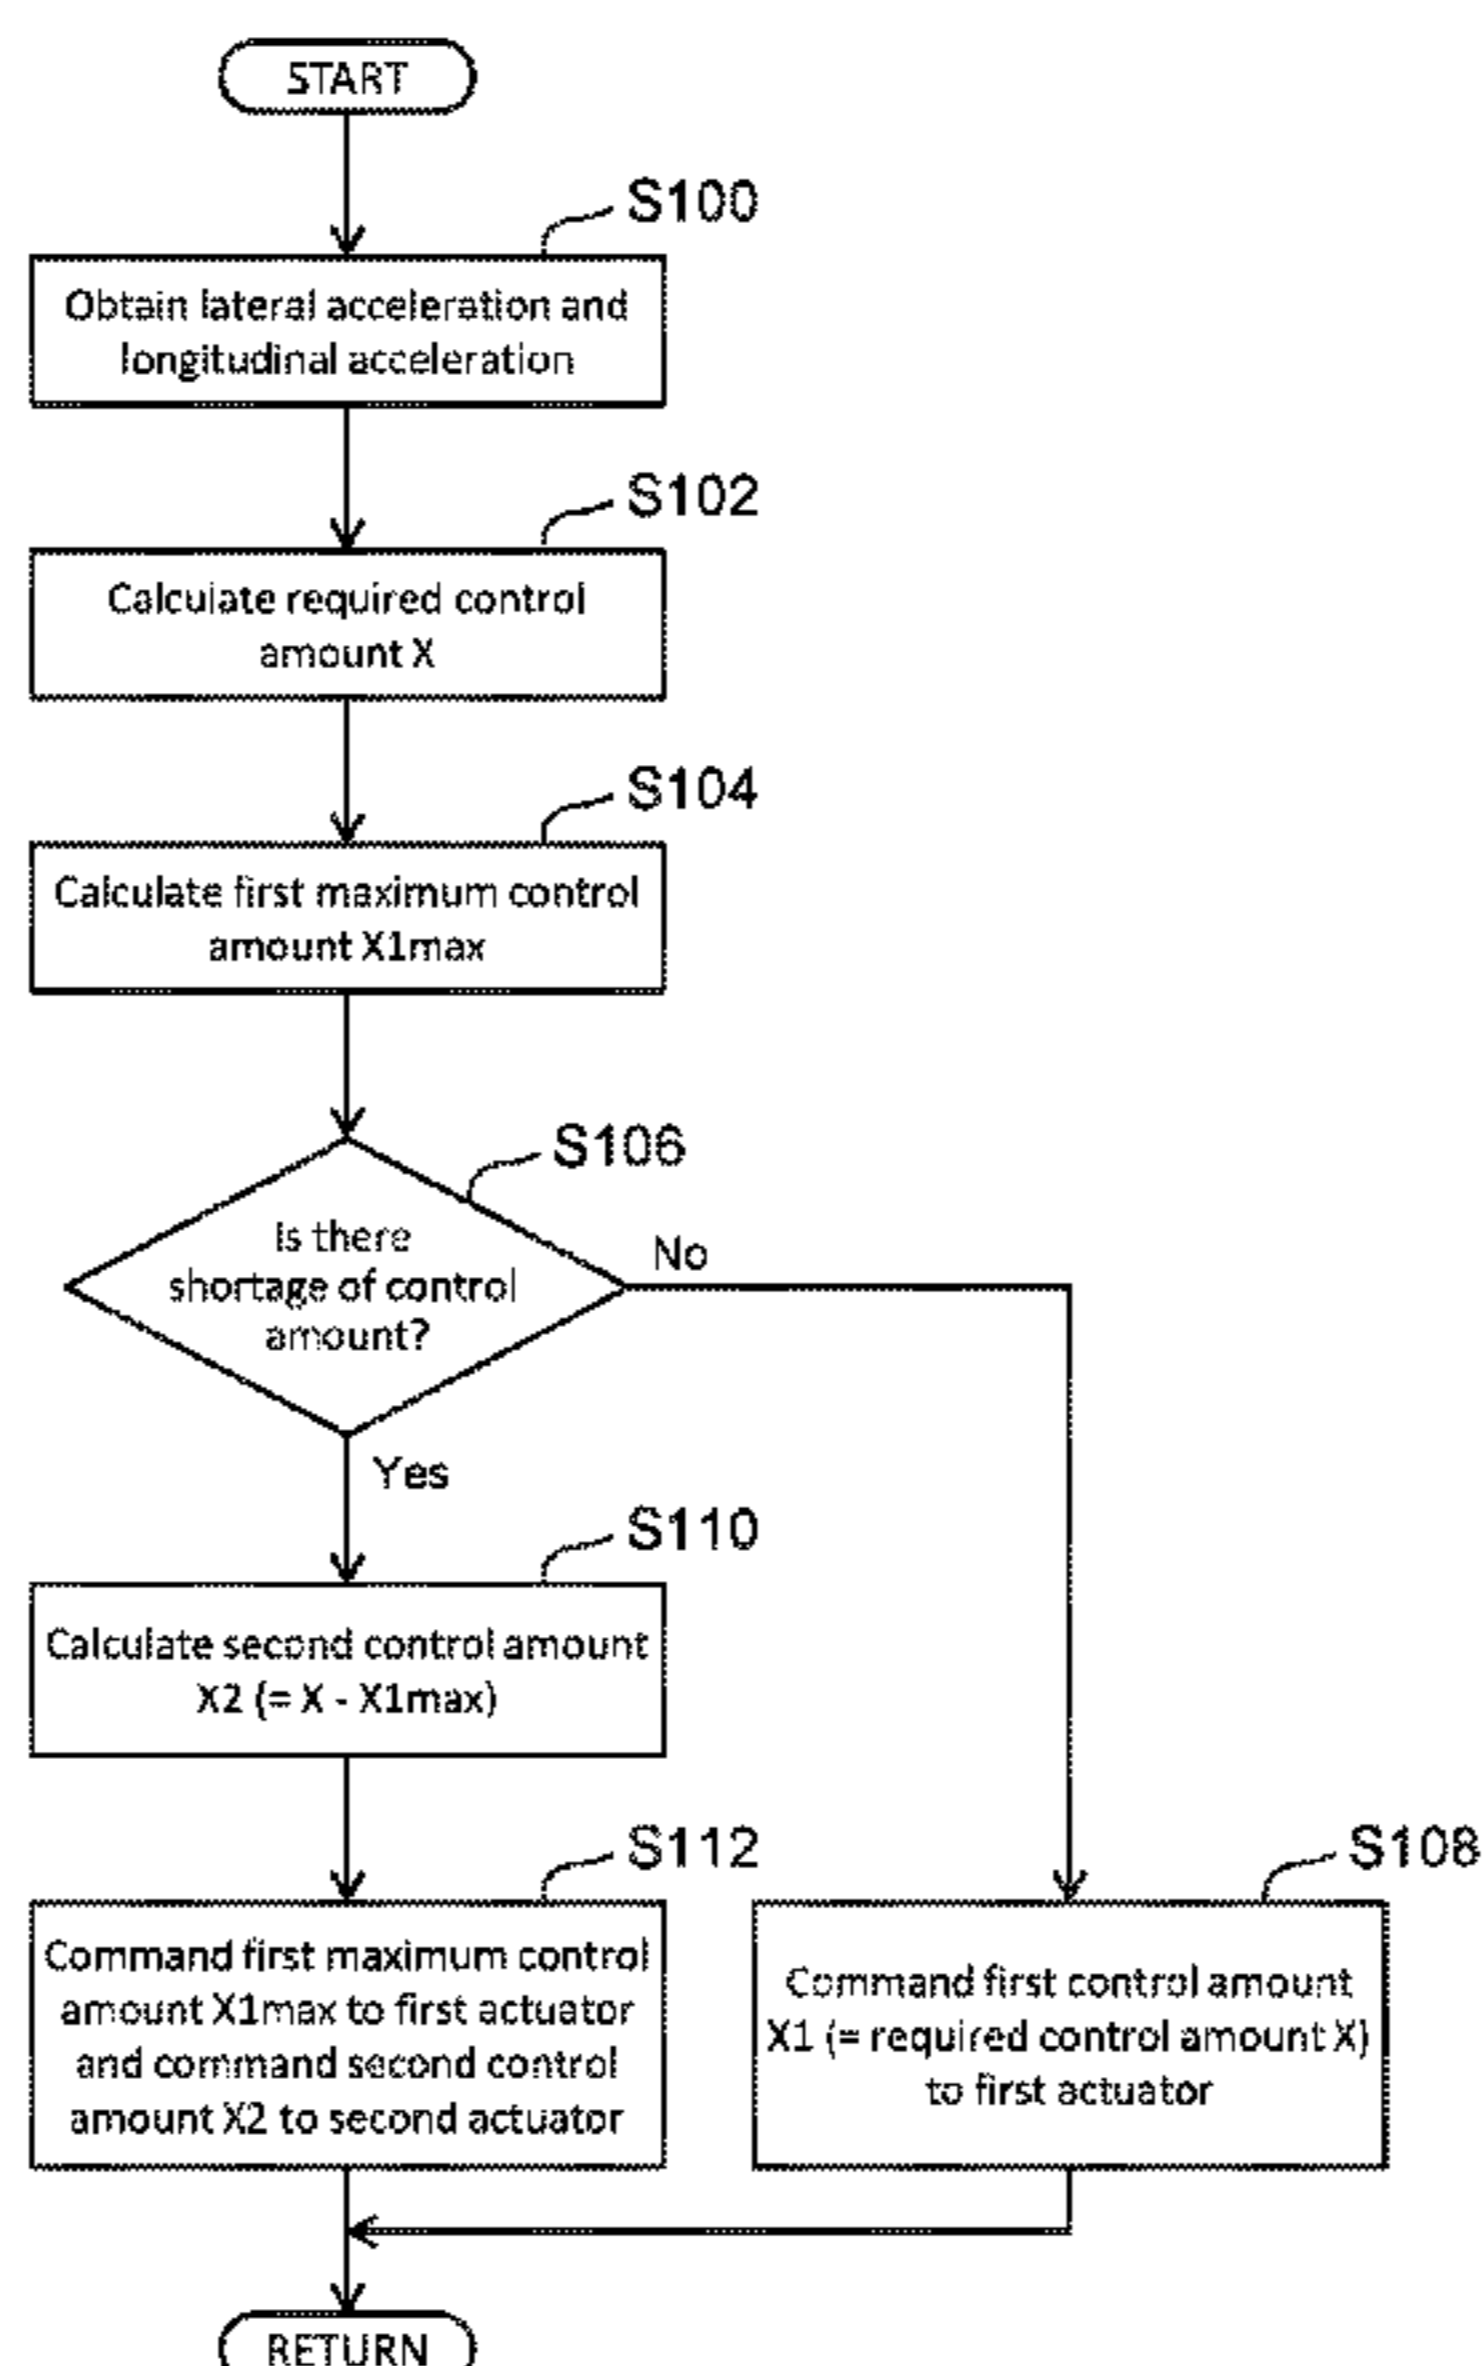 START
S100
Obtain lateral acceleration and
longitudinal acceleration
S102
Calculate required control
amount X
S104
Calculate first maximum control
amount X1max
S106
Is there
shortage of control
amount?
No
Yes
S110
Calculate second control amount
X2 (= X - X1max)
S112
Command first maximum control
amount X1max to first actuator
and command second control
amount X2 to second actuator
S108
Command first control amount
X1 (= required control amount X)
to first actuator
RETURN